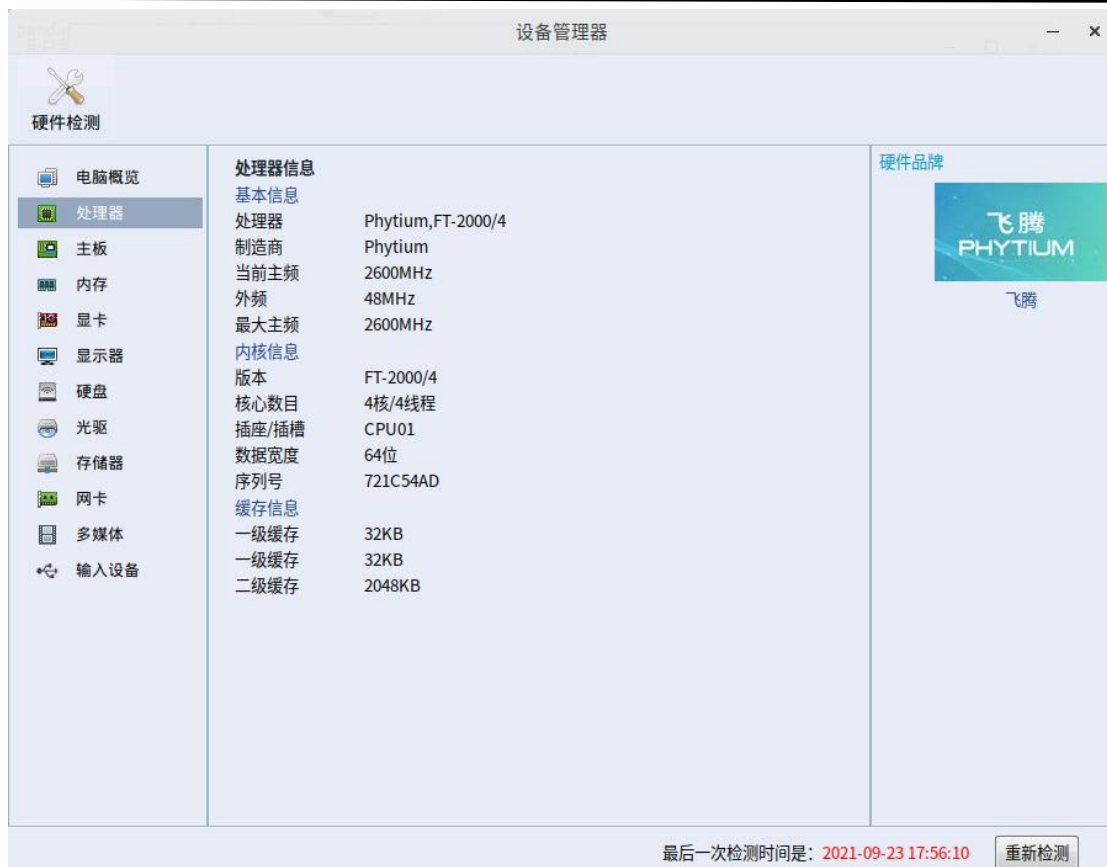 设备管理器
硬件检测
电脑概览
处理器
主板
内存
显卡
显示器
硬盘
光驱
存储器
网卡
多媒体
输入设备
处理器信息
基本信息
处理器 Phytium,FT-2000/4
制造商 Phytium
当前主频 2600MHz
外频 48MHz
最大主频 2600MHz
内核信息
版本 FT-2000/4
核心数目 4核/4线程
插座/插槽 CPU01
数据宽度 64位
序列号 721C54AD
缓存信息
一级缓存 32KB
一级缓存 32KB
二级缓存 2048KB
硬件品牌
飞腾
PHYTIUM
飞腾
最后一次检测时间是：2021-09-23 17:56:10 重新检测